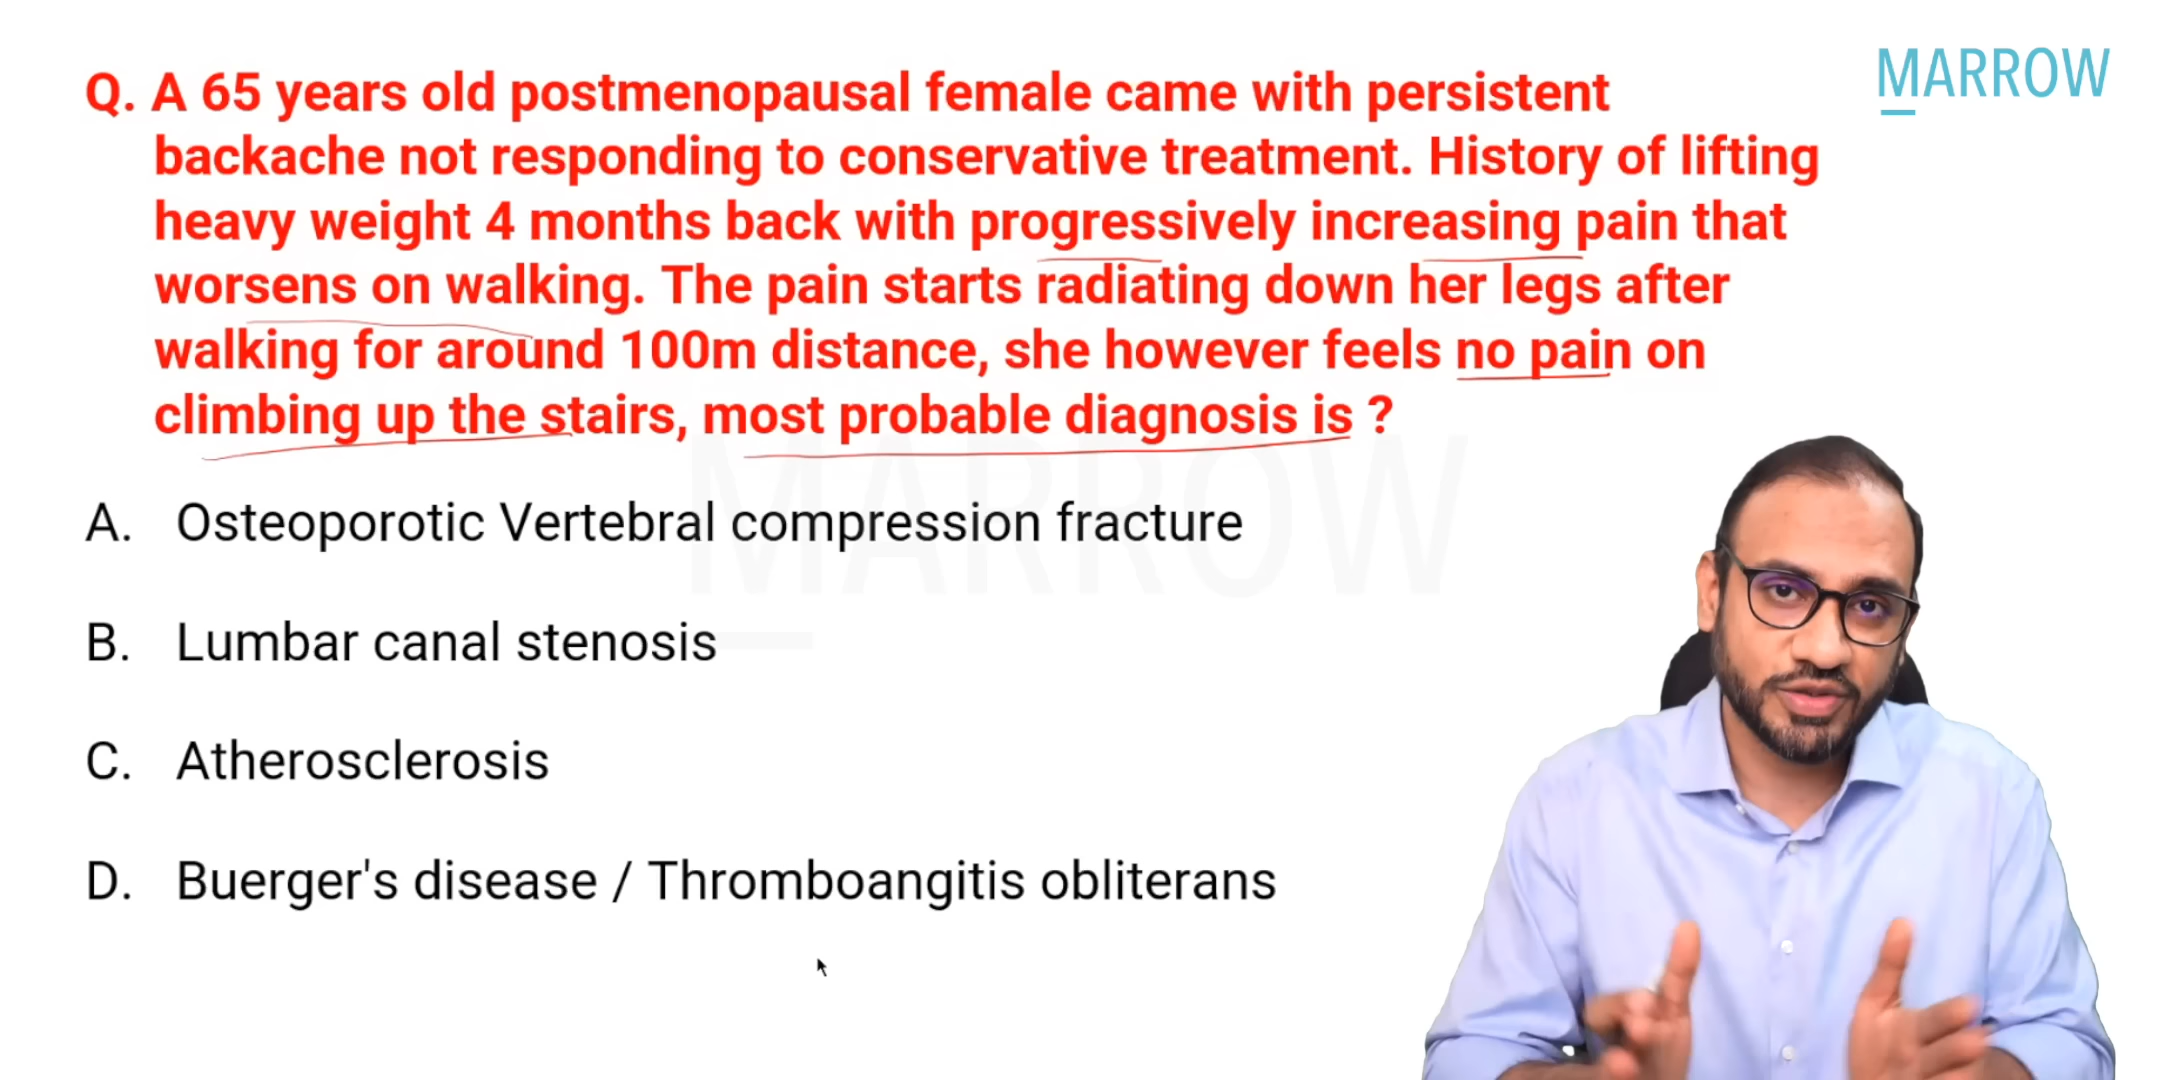 MARROW
Q. A 65 years old postmenopausal female came with persistent
backache not responding to conservative treatment. History of lifting
heavy weight 4 months back with progressively increasing pain that
worsens on walking. The pain starts radiating down her legs after
walking for around 100m distance, she however feels no pain on
climbing up the stairs, most probable diagnosis is ?
MARROW
A. Osteoporotic Vertebral compression fracture
B. Lumbar canal stenosis
C. Atherosclerosis
D. Buerger's disease / Thromboangitis obliterans